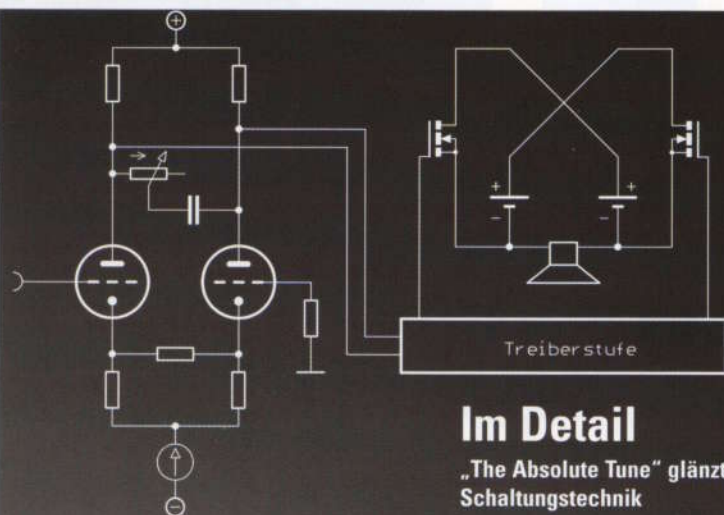 Treiberstufe
Im Detail
„The Absolute Tune“ glänzt
Schaltungstechnik